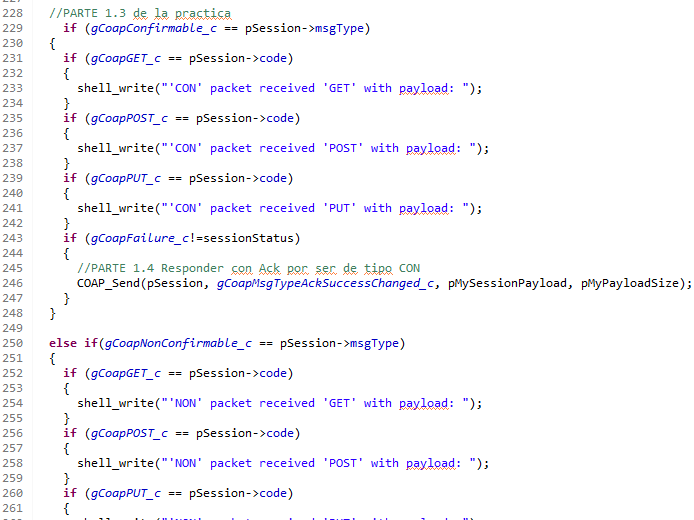 228 //PARTE 1.3 de la practica
229 if (gCoapConfirmable_c == pSession->msgType)
230 {
231 if (gCoapGET_c == pSession->code)
232 {
233 shell_write("'CON' packet received 'GET' with payload: ");
234 }
235 if (gCoapPOST_c == pSession->code)
236 {
237 shell_write("'CON' packet received 'POST' with payload: ");
238 }
239 if (gCoapPUT_c == pSession->code)
240 {
241 shell_write("'CON' packet received 'PUT' with payload: ");
242 }
243 if (gCoapFailure_c!=sessionStatus)
244 {
245 //PARTE 1.4 Responder con Ack por ser de tipo CON
246 COAP_Send(pSession, gCoapMsgTypeAckSuccessChanged_c, pMySessionPayload, pMyPayloadSize);
247 }
248 }
249
250 else if(gCoapNonConfirmable_c == pSession->msgType)
251 {
252 if (gCoapGET_c == pSession->code)
253 {
254 shell_write("'NON' packet received 'GET' with payload: ");
255 }
256 if (gCoapPOST_c == pSession->code)
257 {
258 shell_write("'NON' packet received 'POST' with payload: ");
259 }
260 if (gCoapPUT_c == pSession->code)
261 {